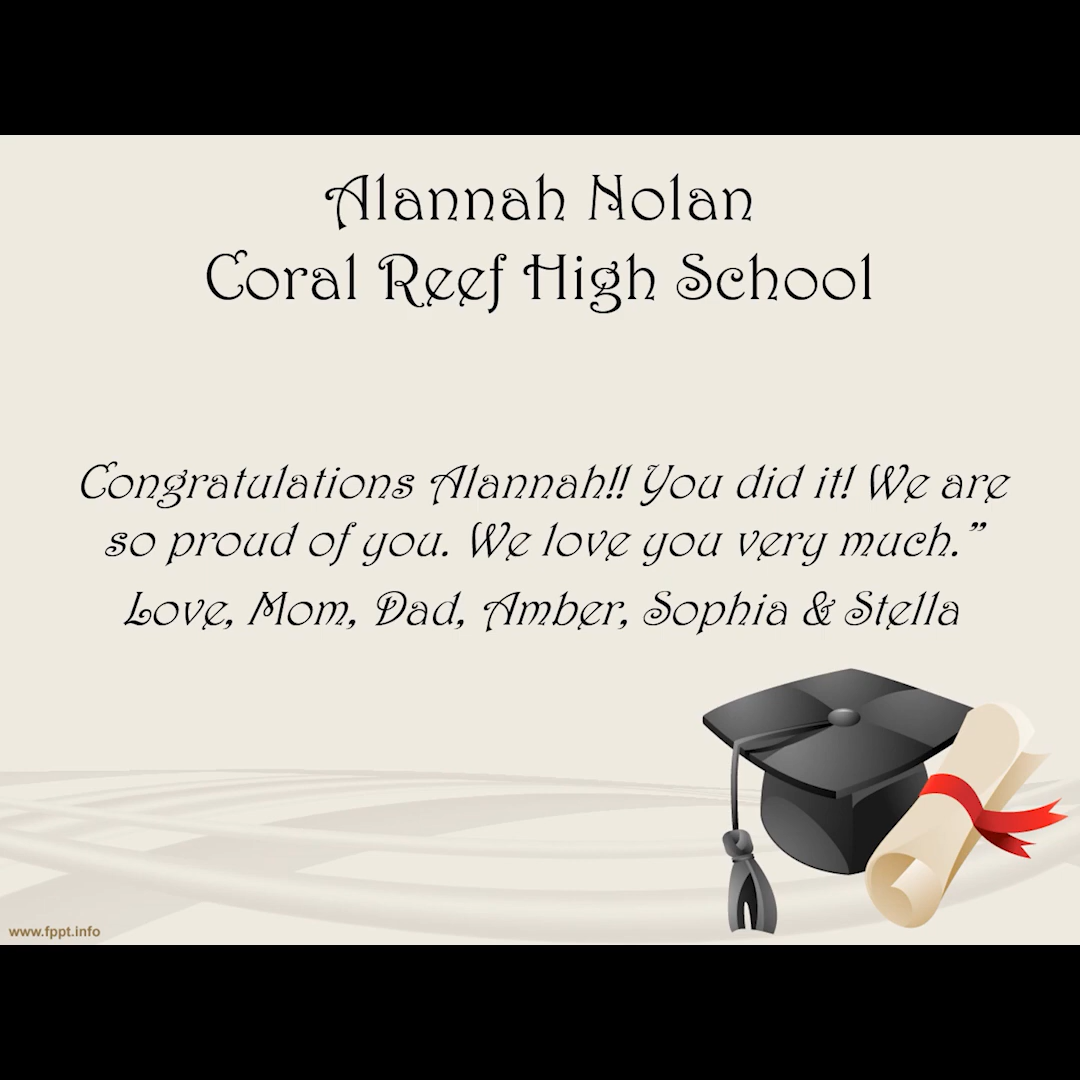 Alannah Nolan
Coral Reef High School
Congratulations Alannah!! You did it! We are
so proud of you. We love you very much.”
Love, Mom, Dad, Amber, Sophia & Stella
www.fppt.info